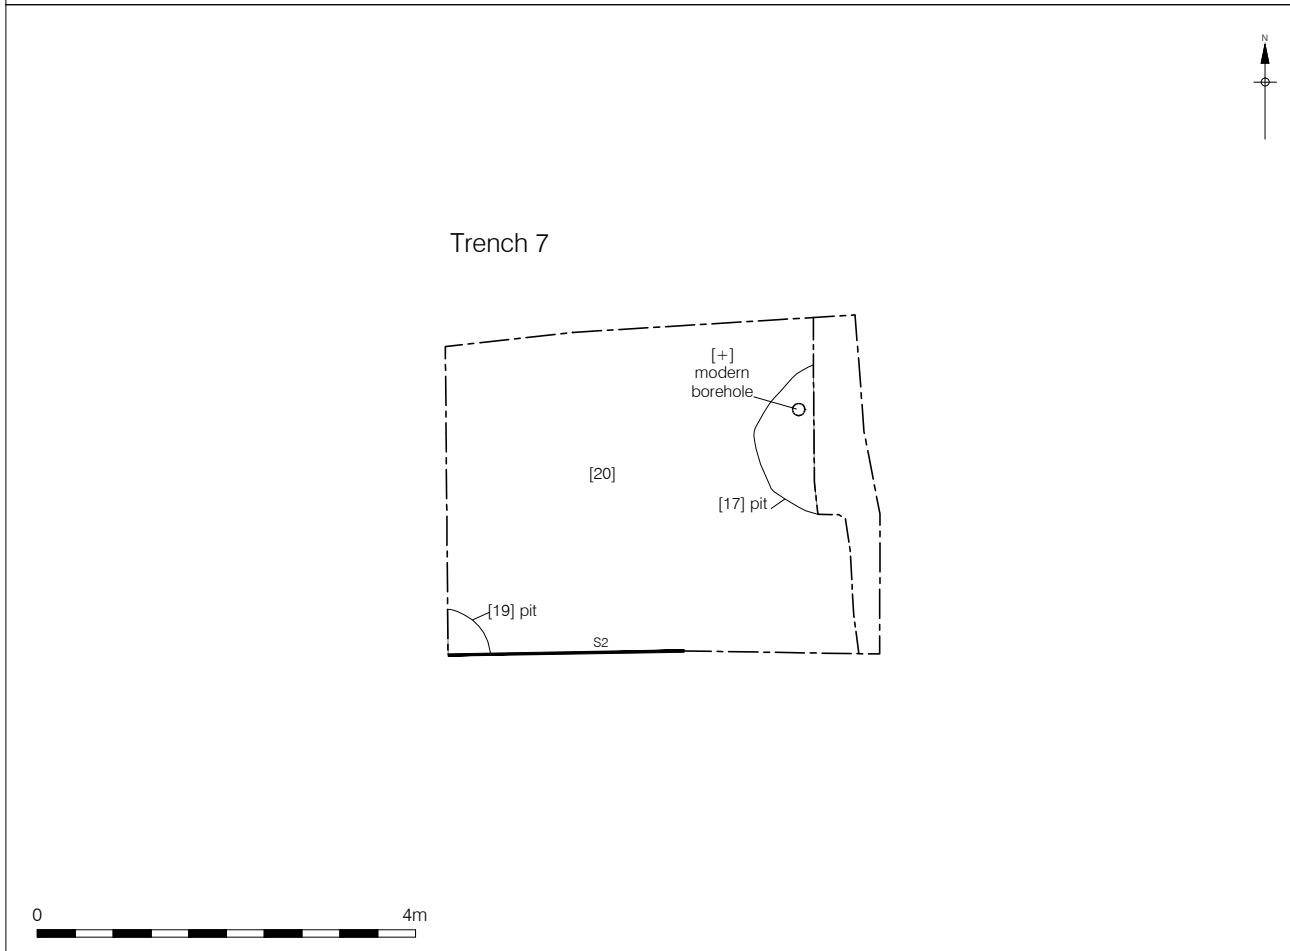 N
Trench 7
[+]
modern
borehole
[20]
[17] pit
[19] pit
S2
0
4m